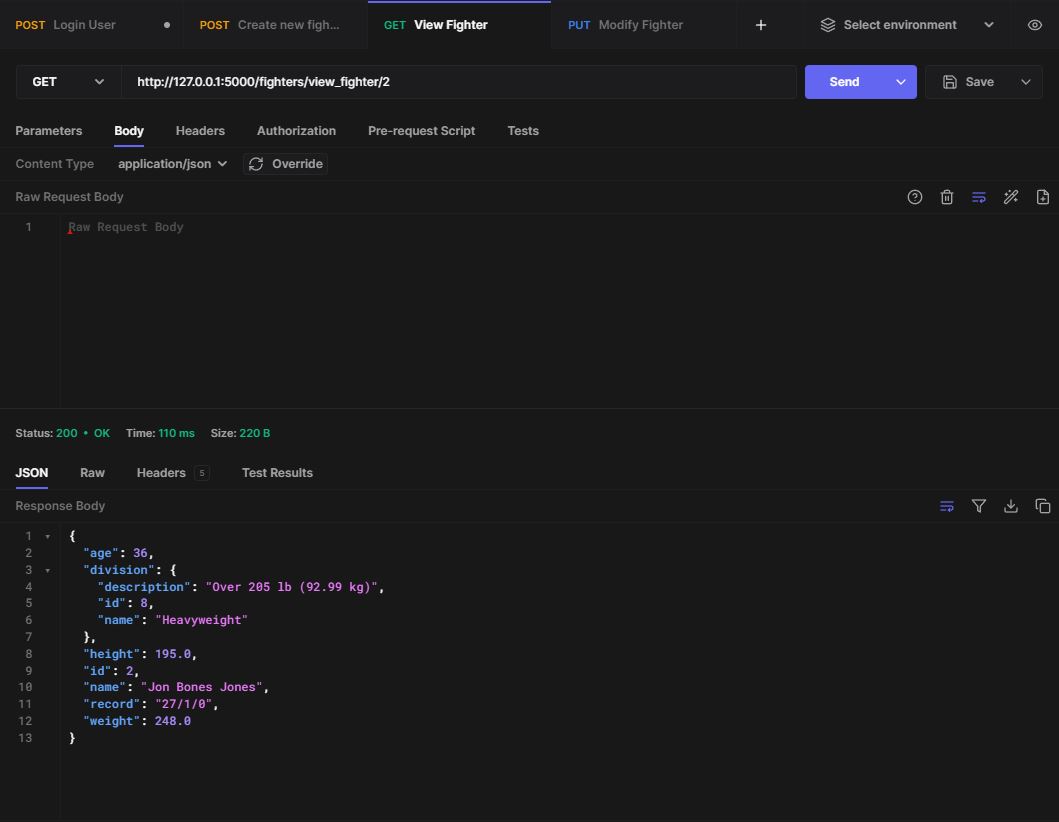 POST Login User POST Create new figh... GET View Fighter PUT Modify Fighter + Select environment
GET http://127.0.0.1:5000/fighters/view_fighter/2 Send Save
Parameters Body Headers Authorization Pre-request Script Tests
Content Type application/json Override
Raw Request Body
1 Raw Request Body
Status: 200 • OK Time: 110 ms Size: 220 B
JSON Raw Headers 5 Test Results
Response Body
1 {
2 "age": 36,
3 "division": {
4 "description": "Over 205 lb (92.99 kg)",
5 "id": 8,
6 "name": "Heavyweight"
7 },
8 "height": 195.0,
9 "id": 2,
10 "name": "Jon Bones Jones",
11 "record": "27/1/0",
12 "weight": 248.0
13 }